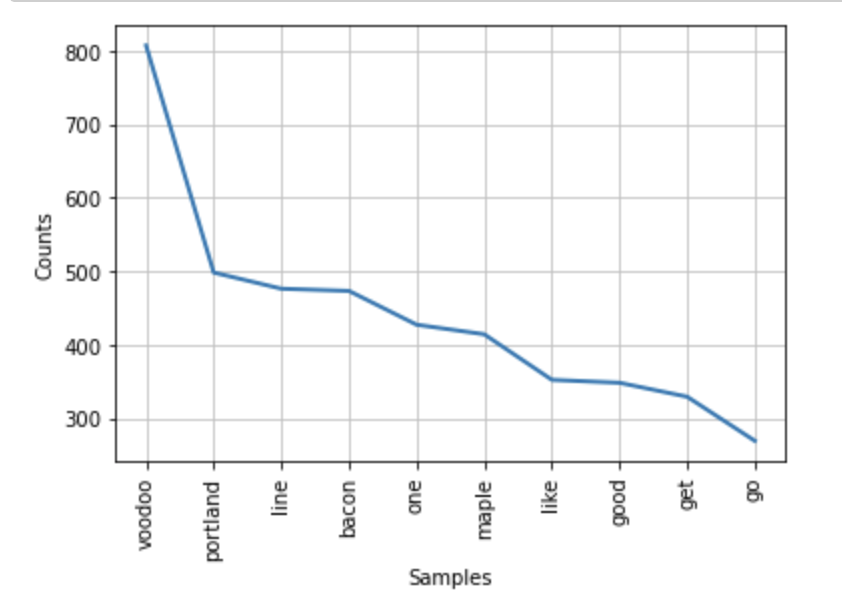 800
700
600
500
400
300
Counts
voodoo
portland
line
bacon
one
maple
like
good
get
go
Samples